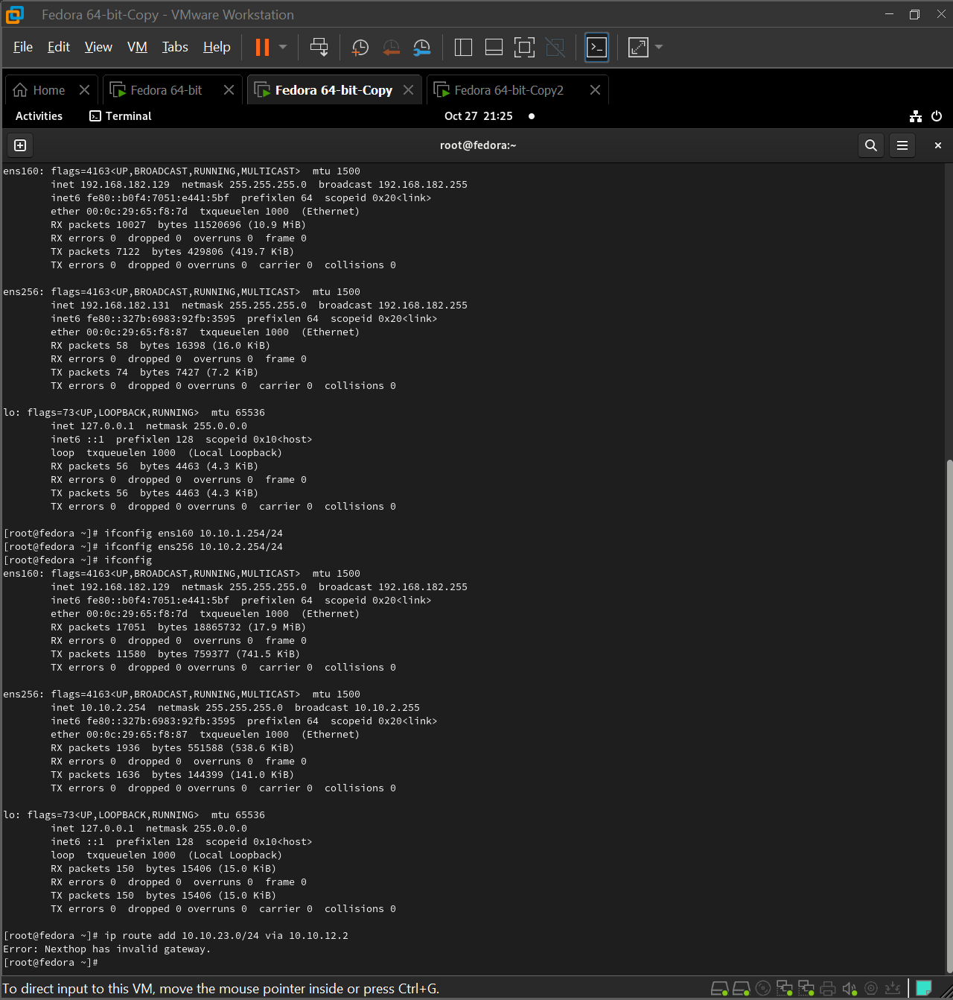 Fedora 64-bit-Copy - VMware Workstation
File Edit View VM Tabs Help
Home Fedora 64-bit Fedora 64-bit-Copy Fedora 64-bit-Copy2
Activities Terminal Oct 27 21:25
root@fedora:~
ens160: flags=4163<UP,BROADCAST,RUNNING,MULTICAST>  mtu 1500
        inet 192.168.182.129  netmask 255.255.255.0  broadcast 192.168.182.255
        inet6 fe80::b0f4:7051:e441:5bf  prefixlen 64  scopeid 0x20<link>
        ether 00:0c:29:65:f8:7d  txqueuelen 1000  (Ethernet)
        RX packets 10027  bytes 11520696 (10.9 MiB)
        RX errors 0  dropped 0  overruns 0  frame 0
        TX packets 7122  bytes 429806 (419.7 KiB)
        TX errors 0  dropped 0 overruns 0  carrier 0  collisions 0
ens256: flags=4163<UP,BROADCAST,RUNNING,MULTICAST>  mtu 1500
        inet 192.168.182.131  netmask 255.255.255.0  broadcast 192.168.182.255
        inet6 fe80::327b:6983:92fb:3595  prefixlen 64  scopeid 0x20<link>
        ether 00:0c:29:65:f8:87  txqueuelen 1000  (Ethernet)
        RX packets 58  bytes 16398 (16.0 KiB)
        RX errors 0  dropped 0  overruns 0  frame 0
        TX packets 74  bytes 7427 (7.2 KiB)
        TX errors 0  dropped 0 overruns 0  carrier 0  collisions 0
lo: flags=73<UP,LOOPBACK,RUNNING>  mtu 65536
        inet 127.0.0.1  netmask 255.0.0.0
        inet6 ::1  prefixlen 128  scopeid 0x10<host>
        loop  txqueuelen 1000  (Local Loopback)
        RX packets 56  bytes 4463 (4.3 KiB)
        RX errors 0  dropped 0  overruns 0  frame 0
        TX packets 56  bytes 4463 (4.3 KiB)
        TX errors 0  dropped 0 overruns 0  carrier 0  collisions 0
[root@fedora ~]# ifconfig ens160 10.10.1.254/24
[root@fedora ~]# ifconfig ens256 10.10.2.254/24
[root@fedora ~]# ifconfig
ens160: flags=4163<UP,BROADCAST,RUNNING,MULTICAST>  mtu 1500
        inet 192.168.182.129  netmask 255.255.255.0  broadcast 192.168.182.255
        inet6 fe80::b0f4:7051:e441:5bf  prefixlen 64  scopeid 0x20<link>
        ether 00:0c:29:65:f8:7d  txqueuelen 1000  (Ethernet)
        RX packets 17051  bytes 18865732 (17.9 MiB)
        RX errors 0  dropped 0  overruns 0  frame 0
        TX packets 11580  bytes 759377 (741.5 KiB)
        TX errors 0  dropped 0 overruns 0  carrier 0  collisions 0
ens256: flags=4163<UP,BROADCAST,RUNNING,MULTICAST>  mtu 1500
        inet 10.10.2.254  netmask 255.255.255.0  broadcast 10.10.2.255
        inet6 fe80::327b:6983:92fb:3595  prefixlen 64  scopeid 0x20<link>
        ether 00:0c:29:65:f8:87  txqueuelen 1000  (Ethernet)
        RX packets 1936  bytes 551588 (538.6 KiB)
        RX errors 0  dropped 0  overruns 0  frame 0
        TX packets 1636  bytes 144399 (141.0 KiB)
        TX errors 0  dropped 0 overruns 0  carrier 0  collisions 0
lo: flags=73<UP,LOOPBACK,RUNNING>  mtu 65536
        inet 127.0.0.1  netmask 255.0.0.0
        inet6 ::1  prefixlen 128  scopeid 0x10<host>
        loop  txqueuelen 1000  (Local Loopback)
        RX packets 150  bytes 15406 (15.0 KiB)
        RX errors 0  dropped 0  overruns 0  frame 0
        TX packets 150  bytes 15406 (15.0 KiB)
        TX errors 0  dropped 0 overruns 0  carrier 0  collisions 0
[root@fedora ~]# ip route add 10.10.23.0/24 via 10.10.12.2
Error: Nexthop has invalid gateway.
[root@fedora ~]#
To direct input to this VM, move the mouse pointer inside or press Ctrl+G.